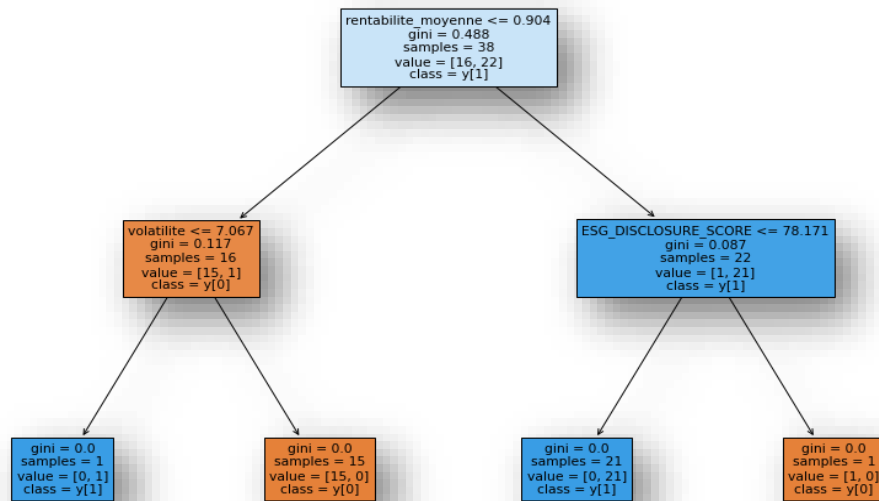 rentabilite_moyenne <= 0.904
gini = 0.488
samples = 38
value = [16, 22]
class = y[1]
volatilite <= 7.067
gini = 0.117
samples = 16
value = [15, 1]
class = y[0]
ESG_DISCLOSURE_SCORE <= 78.171
gini = 0.087
samples = 22
value = [1, 21]
class = y[1]
gini = 0.0
samples = 1
value = [0, 1]
class = y[1]
gini = 0.0
samples = 15
value = [15, 0]
class = y[0]
gini = 0.0
samples = 21
value = [0, 21]
class = y[1]
gini = 0.0
samples = 1
value = [1, 0]
class = y[0]